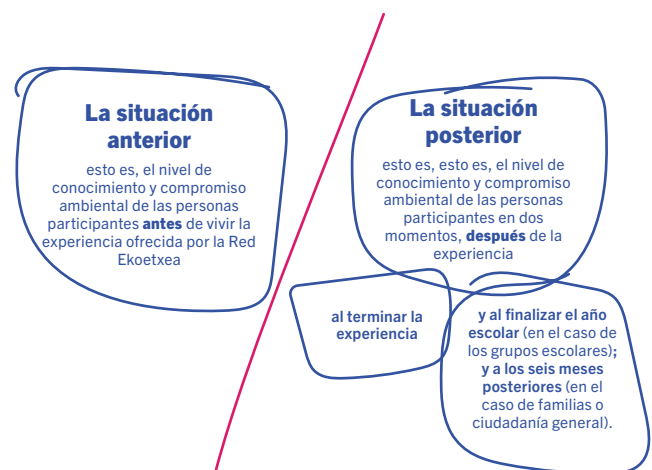 La situación
anterior
esto es, el nivel de
conocimiento y compromiso
ambiental de las personas
participantes antes de vivir la
experiencia ofrecida por la Red
Ekoetxea
La situación
posterior
esto es, esto es, el nivel de
conocimiento y compromiso
ambiental de las personas
participantes en dos
momentos, después de la
experiencia
al terminar la
experiencia
y al finalizar el año
escolar (en el caso de
los grupos escolares);
y a los seis meses
posteriores (en el
caso de familias o
ciudadanía general).